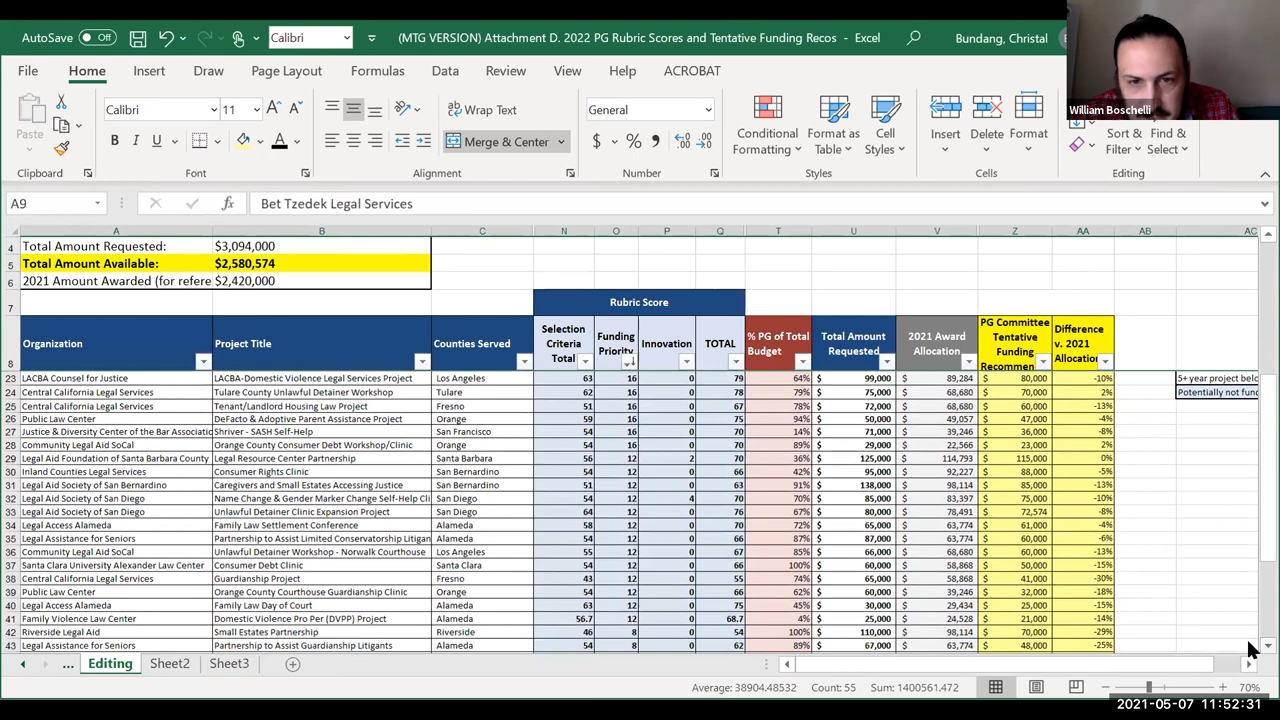 AutoSave Off Calibri (MTG VERSION) Attachment D. 2022 PG Rubric Scores and Tentative Funding Recos - Excel Bundang, Christal
File Home Insert Draw Page Layout Formulas Data Review View Help ACROBAT
William Boschelli
Calibri 11 Wrap Text General
Paste B I U A Merge & Center $ % Conditional Formatting Format as Table Cell Styles Insert Delete Format Sort & Filter Find & Select
Clipboard Font Alignment Number Styles Cells Editing
A9 fx Bet Tzedek Legal Services
A B C N O P Q T U V Z AA AB AC
4 Total Amount Requested: $3,094,000
5 Total Amount Available: $2,580,574
6 2021 Amount Awarded (for refere $2,420,000
7 Rubric Score
8 Organization Project Title Counties Served Selection Criteria Total Funding Priority Innovation TOTAL % PG of Total Budget Total Amount Requested 2021 Award Allocation PG Committee Tentative Funding Recommen Difference v. 2021 Allocation
23 LACBA Counsel for Justice LACBA-Domestic Violence Legal Services Project Los Angeles 63 16 0 79 64% $ 99,000 $ 89,284 $ 80,000 -10% 5+ year project belo
24 Central California Legal Services Tulare County Unlawful Detainer Workshop Tulare 62 16 0 78 79% $ 75,000 $ 68,680 $ 70,000 2% Potentially not fund
25 Central California Legal Services Tenant/Landlord Housing Law Project Fresno 51 16 0 67 78% $ 72,000 $ 68,680 $ 60,000 -13%
26 Public Law Center DeFacto & Adoptive Parent Assistance Project Orange 59 16 0 75 94% $ 50,000 $ 49,057 $ 47,000 -4%
27 Justice & Diversity Center of the Bar Associatio Shriver - SASH Self-Help San Francisco 54 16 0 70 14% $ 71,000 $ 39,246 $ 36,000 -8%
28 Community Legal Aid SoCal Orange County Consumer Debt Workshop/Clinic Orange 54 16 0 70 89% $ 29,000 $ 22,566 $ 23,000 2%
29 Legal Aid Foundation of Santa Barbara County Legal Resource Center Partnership Santa Barbara 56 12 2 70 36% $ 125,000 $ 114,793 $ 115,000 0%
30 Inland Counties Legal Services Consumer Rights Clinic San Bernardino 54 12 0 66 42% $ 95,000 $ 92,227 $ 88,000 -5%
31 Legal Aid Society of San Bernardino Caregivers and Small Estates Accessing Justice San Bernardino 51 12 0 63 91% $ 138,000 $ 98,114 $ 85,000 -13%
32 Legal Aid Society of San Diego Name Change & Gender Marker Change Self-Help Cli San Diego 54 12 4 70 70% $ 85,000 $ 83,397 $ 75,000 -10%
33 Legal Aid Society of San Diego Unlawful Detainer Clinic Expansion Project San Diego 64 12 0 76 67% $ 80,000 $ 78,491 $ 72,574 -8%
34 Legal Access Alameda Family Law Settlement Conference Alameda 58 12 0 70 72% $ 65,000 $ 63,774 $ 61,000 -4%
35 Legal Assistance for Seniors Partnership to Assist Limited Conservatorship Litigan Alameda 54 12 0 66 87% $ 87,000 $ 63,774 $ 60,000 -6%
36 Community Legal Aid SoCal Unlawful Detainer Workshop - Norwalk Courthouse Los Angeles 55 12 0 67 85% $ 66,000 $ 68,680 $ 60,000 -13%
37 Santa Clara University Alexander Law Center Consumer Debt Clinic Santa Clara 54 12 0 66 100% $ 60,000 $ 58,868 $ 50,000 -15%
38 Central California Legal Services Guardianship Project Fresno 43 12 0 55 74% $ 62,000 $ 58,868 $ 41,000 -30%
39 Public Law Center Orange County Courthouse Guardianship Clinic Orange 54 12 0 66 62% $ 60,000 $ 39,246 $ 32,000 -18%
40 Legal Access Alameda Family Law Day of Court Alameda 63 12 0 75 45% $ 30,000 $ 29,434 $ 25,000 -15%
41 Family Violence Law Center Domestic Violence Pro Per (DVPP) Project Alameda 56.7 12 0 68.7 4% $ 25,000 $ 24,528 $ 21,000 -14%
42 Riverside Legal Aid Small Estates Partnership Riverside 46 8 0 54 100% $ 110,000 $ 98,114 $ 70,000 -29%
43 Legal Assistance for Seniors Partnership to Assist Guardianship Litigants Alameda 54 8 0 62 89% $ 67,000 $ 63,774 $ 48,000 -25%
... Editing Sheet2 Sheet3
Average: 38904.48532 Count: 55 Sum: 1400561.472 70%
2021-05-07 11:52:31